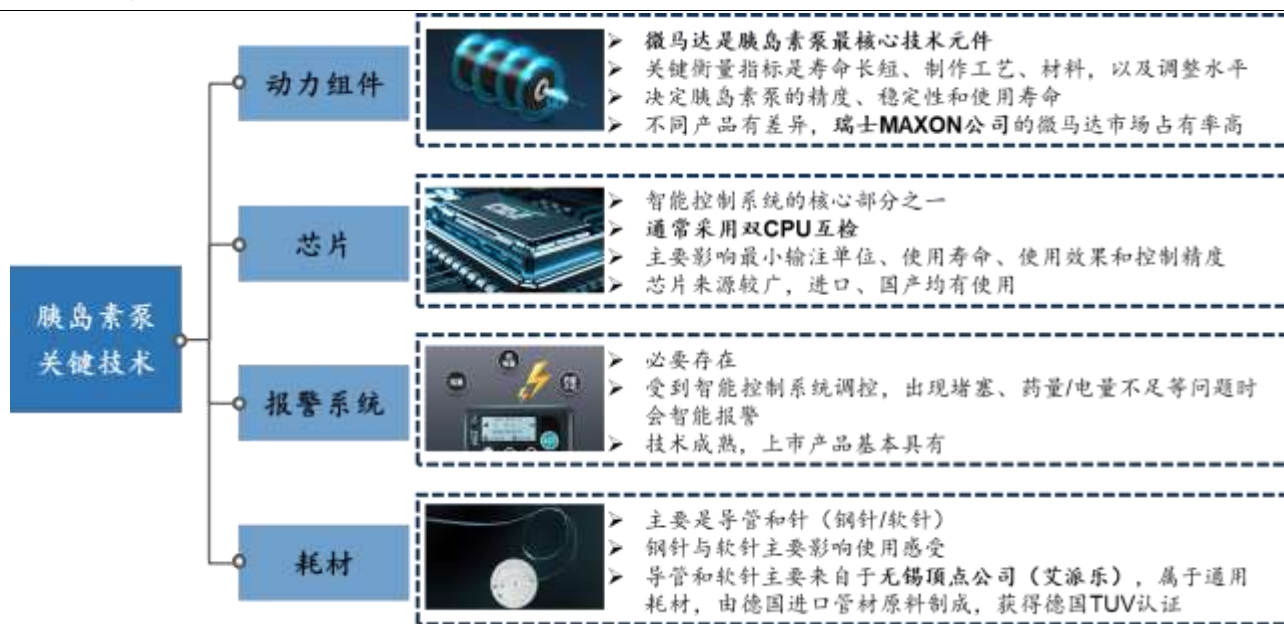 动力组件
➢ 微马达是胰岛素泵最核心技术元件
➢ 关键衡量指标是寿命长短、制作工艺、材料，以及调整水平
➢ 决定胰岛素泵的精度、稳定性和使用寿命
➢ 不同产品有差异，瑞士MAXON公司的微马达市场占有率高
芯片
CPU
➢ 智能控制系统的核心部分之一
➢ 通常采用双CPU互检
➢ 主要影响最小输注单位、使用寿命、使用效果和控制精度
➢ 芯片来源较广，进口、国产均有使用
胰岛素泵
关键技术
报警系统
➢ 必要存在
➢ 受到智能控制系统调控，出现堵塞、药量/电量不足等问题时
会智能报警
➢ 技术成熟，上市产品基本具有
耗材
➢ 主要是导管和针（钢针/软针）
➢ 钢针与软针主要影响使用感受
➢ 导管和软针主要来自于无锡顶点公司（艾派乐），属于通用
耗材，由德国进口管材原料制成，获得德国TUV认证